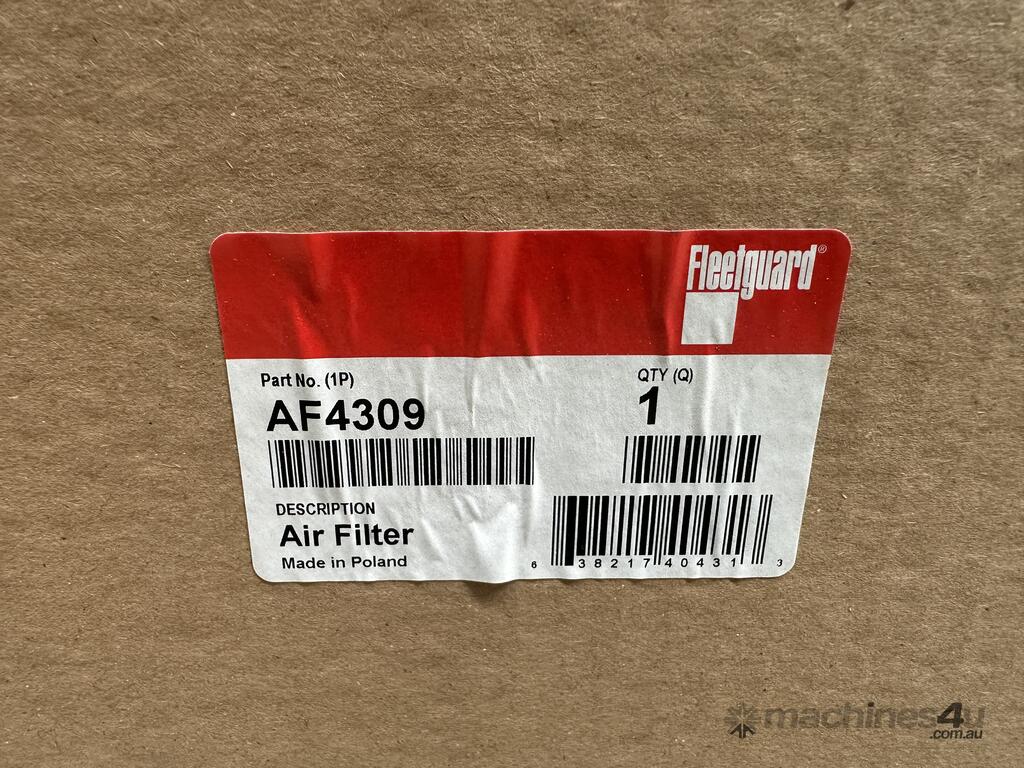 Fleetguard®
Part No. (1P)
QTY (Q)
AF4309
1
DESCRIPTION
Air Filter
Made in Poland
6 38217 40431 3
machines4u
.com.au